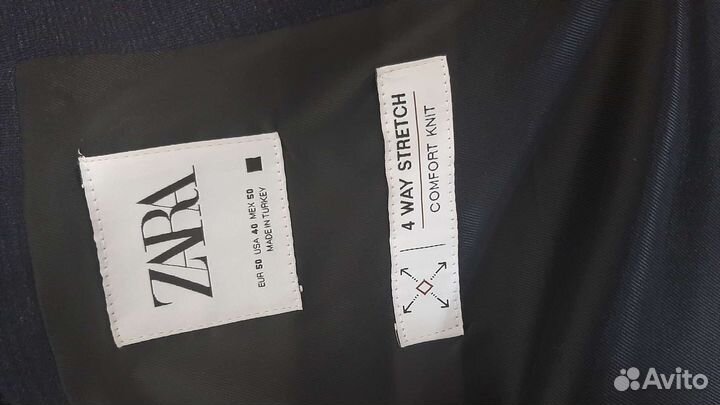 ZARA
EUR 50 USA 40 MEX 50
MADE IN TURKEY
4 WAY STRETCH
COMFORT KNIT
Avito